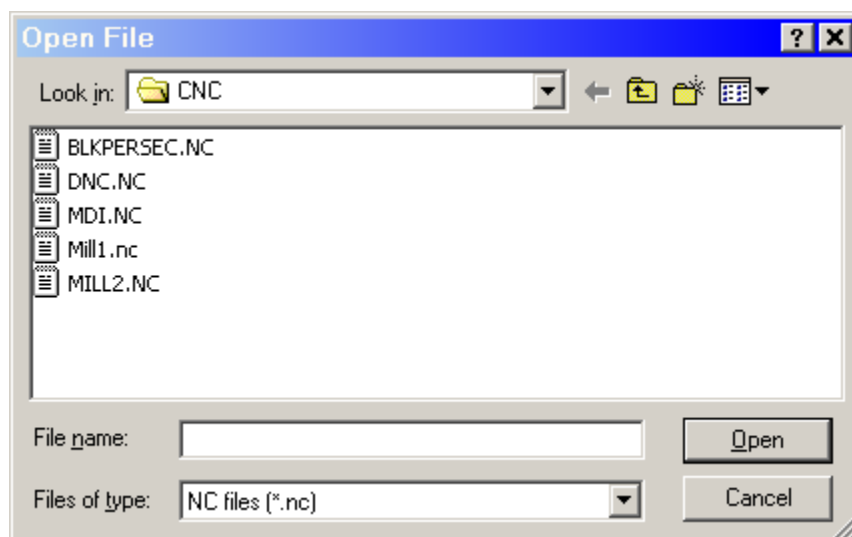 Open File
Look in: CNC
BLKPERSEC.NC
DNC.NC
MDI.NC
Mill1.nc
MILL2.NC
File name: Open
Files of type: NC files (*.nc) Cancel